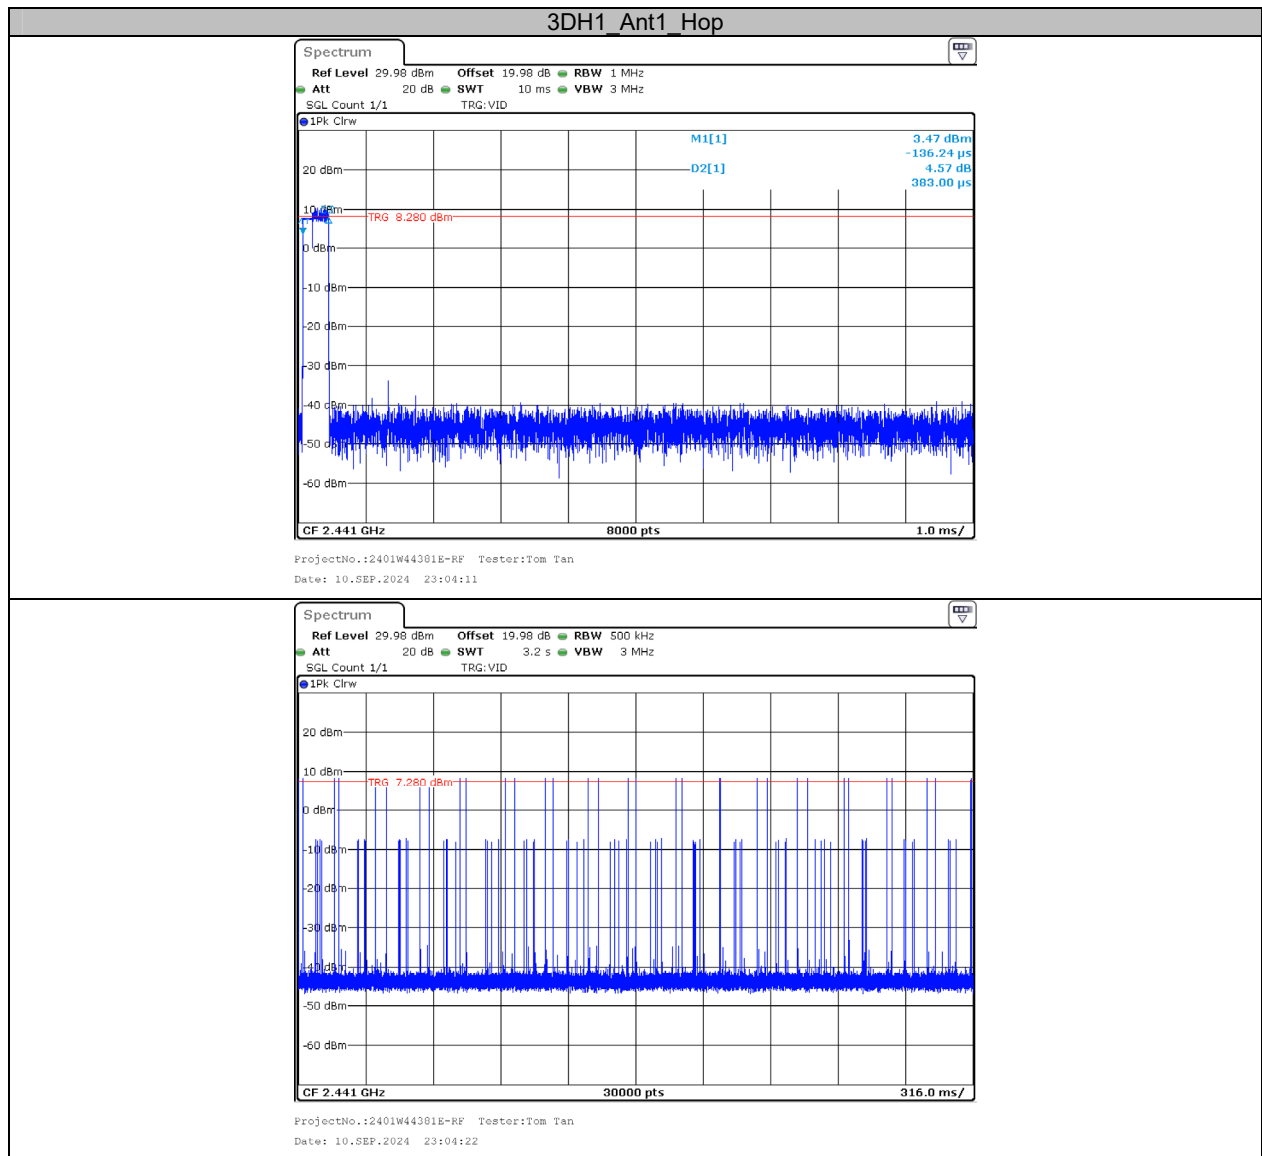 3DH1_Ant1_Hop
Spectrum
Ref Level 29.98 dBm Offset 19.98 dB RBW 1 MHz
Att 20 dB SWT 10 ms VBW 3 MHz
SGL Count 1/1 TRG:VID
1Pk Clrw
M1[1] 3.47 dBm
-136.24 µs
20 dBm D2[1] 4.57 dB
383.00 µs
10 dBm
TRG 8.280 dBm
0 dBm
-10 dBm
-20 dBm
-30 dBm
-40 dBm
-50 dBm
-60 dBm
CF 2.441 GHz 8000 pts 1.0 ms/
ProjectNo.:2401W44381E-RF Tester:Tom Tan
Date: 10.SEP.2024 23:04:11
Spectrum
Ref Level 29.98 dBm Offset 19.98 dB RBW 500 kHz
Att 20 dB SWT 3.2 s VBW 3 MHz
SGL Count 1/1 TRG:VID
1Pk Clrw
20 dBm
10 dBm
TRG 7.280 dBm
0 dBm
-10 dBm
-20 dBm
-30 dBm
-40 dBm
-50 dBm
-60 dBm
CF 2.441 GHz 30000 pts 316.0 ms/
ProjectNo.:2401W44381E-RF Tester:Tom Tan
Date: 10.SEP.2024 23:04:22